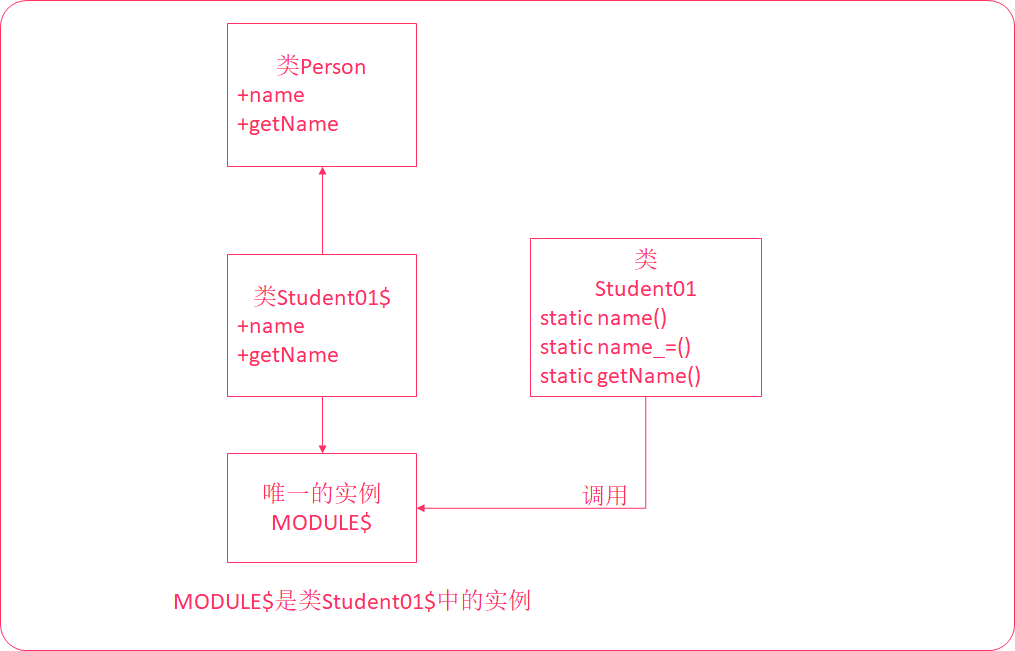 类Person
+name
+getName
类Student01$
+name
+getName
类
Student01
static name()
static name_=()
static getName()
唯一的实例
MODULE$
调用
MODULE$是类Student01$中的实例